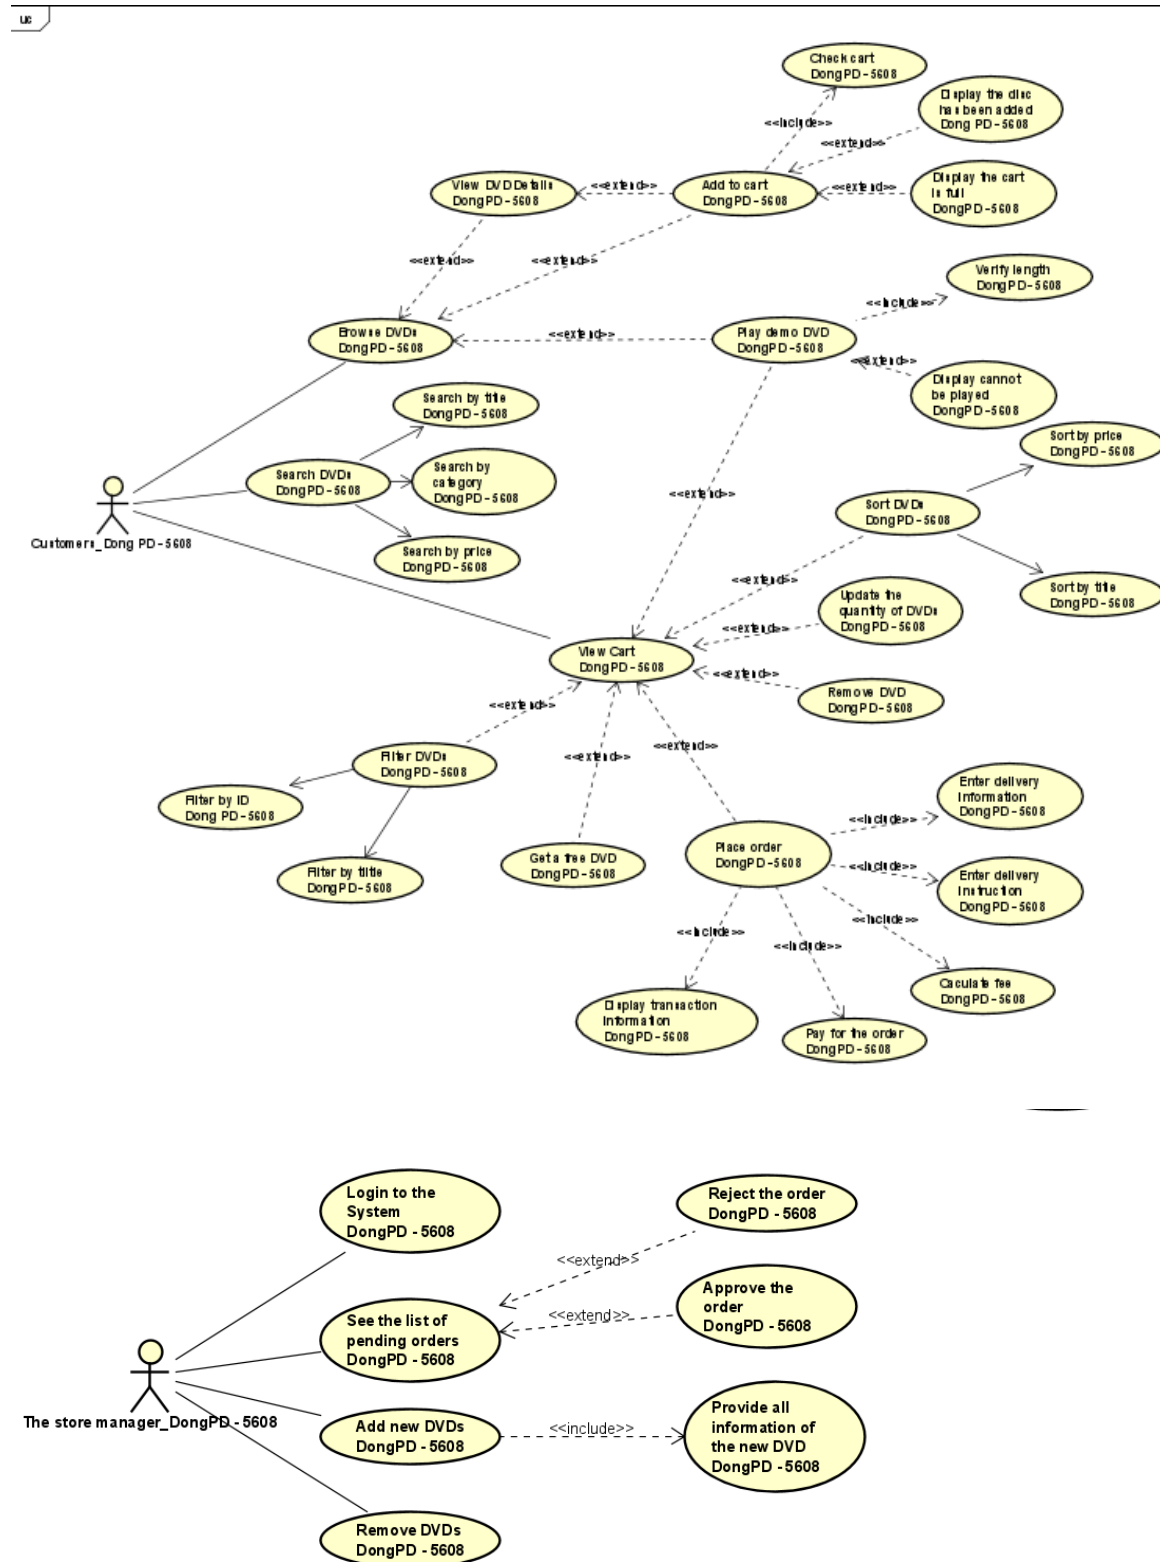 uc
Check cart
DongPD - 5608
Display the disc
has been added
Dong PD - 5608
<<include>>
<<extend>>
View DVD Details
DongPD - 5608
<<extend>>
Add to cart
DongPD - 5608
<<extend>>
Display the cart
is full
DongPD - 5608
<<extend>>
<<extend>>
Verify length
DongPD - 5608
<<include>>
Browse DVDs
DongPD - 5608
<<extend>>
Play demo DVD
DongPD - 5608
<<extend>>
Display cannot
be played
DongPD - 5608
Search by title
DongPD - 5608
Sort by price
DongPD - 5608
Search DVDs
DongPD - 5608
Search by
category
DongPD - 5608
<<extend>>
Sort DVDs
DongPD - 5608
Customers_Dong PD - 5608
Search by price
DongPD - 5608
<<extend>>
Update the
quantity of DVDs
DongPD - 5608
Sort by title
DongPD - 5608
<<extend>>
View Cart
DongPD - 5608
<<extend>>
Remove DVD
DongPD - 5608
<<extend>>
<<extend>>
<<extend>>
Filter DVDs
DongPD - 5608
Filter by ID
Dong PD - 5608
Filter by tiltle
DongPD - 5608
Get a free DVD
DongPD - 5608
Place order
DongPD - 5608
<<include>>
Enter delivery
information
DongPD - 5608
<<include>>
Enter delivery
instruction
DongPD - 5608
<<include>>
<<include>>
<<include>>
Caculate fee
DongPD - 5608
Display transaction
information
DongPD - 5608
Pay for the order
DongPD - 5608
Login to the
System
DongPD - 5608
Reject the order
DongPD - 5608
<<extend>>
See the list of
pending orders
DongPD - 5608
<<extend>>
Approve the
order
DongPD - 5608
The store manager_DongPD - 5608
Add new DVDs
DongPD - 5608
<<include>>
Provide all
information of
the new DVD
DongPD - 5608
Remove DVDs
DongPD - 5608